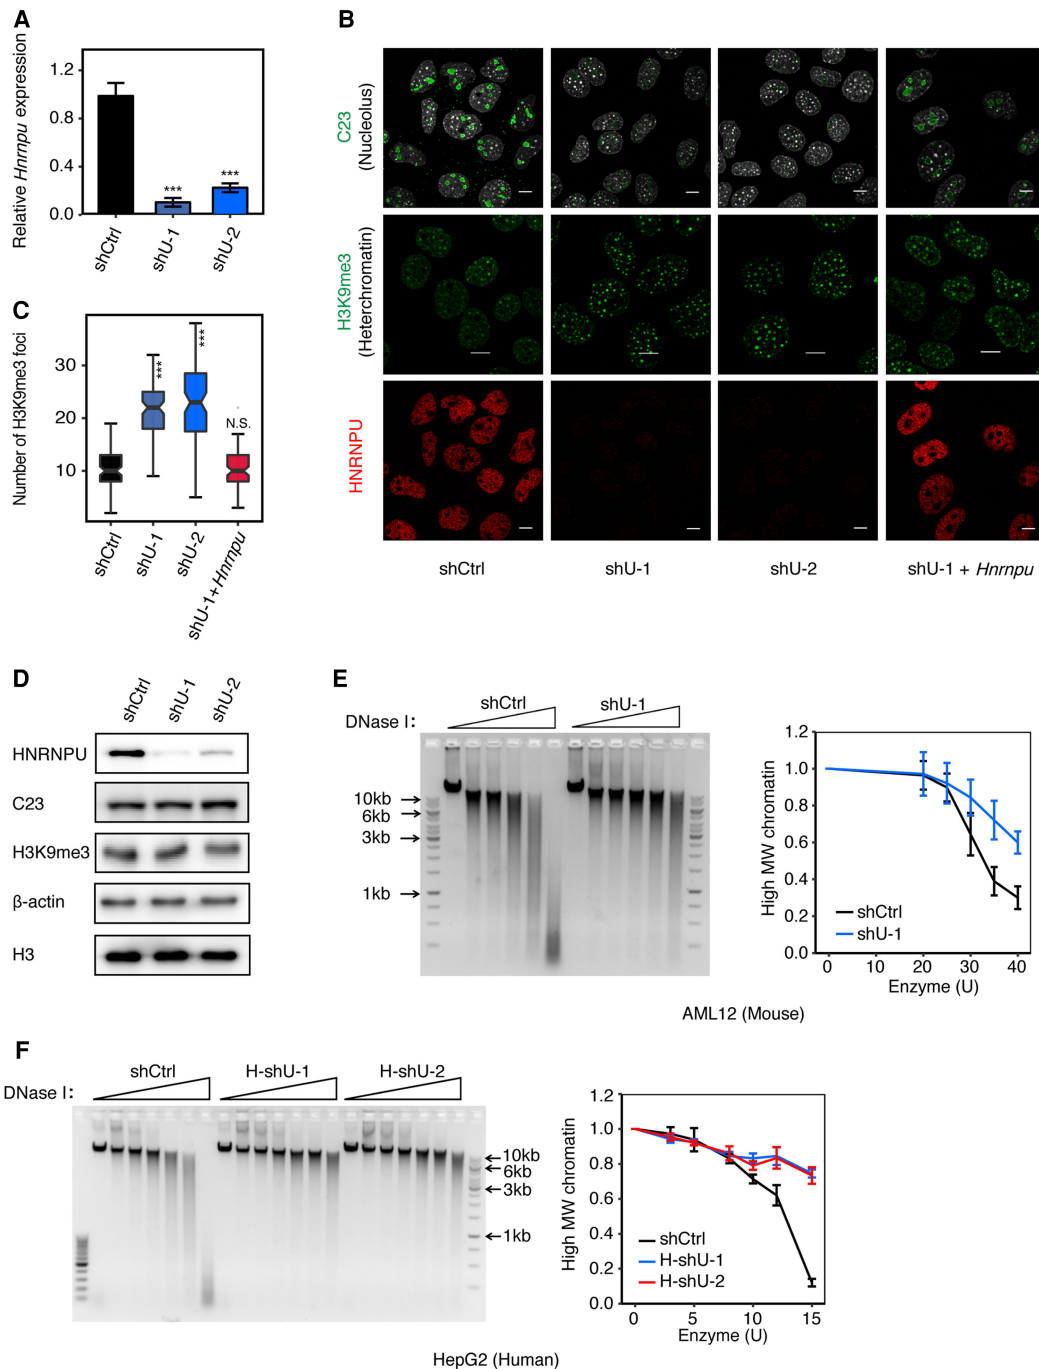 A
Relative Hnrnpu expression
1.2
0.8
0.4
0.0
***
***
shCtrl
shU-1
shU-2
B
C23
(Nucleolus)
H3K9me3
(Heterchromatin)
HNRNPU
shCtrl
shU-1
shU-2
shU-1 + Hnrnpu
C
Number of H3K9me3 foci
30
20
10
***
***
N.S.
shCtrl
shU-1
shU-2
shU-1+Hnrnpu
D
shCtrl
shU-1
shU-2
HNRNPU
C23
H3K9me3
β-actin
H3
E
shCtrl
shU-1
DNase I:
10kb
6kb
3kb
1kb
High MW chromatin
1.2
1.0
0.8
0.6
0.4
0.2
0.0
shCtrl
shU-1
0 10 20 30 40
Enzyme (U)
AML12 (Mouse)
F
shCtrl
H-shU-1
H-shU-2
DNase I:
10kb
6kb
3kb
1kb
High MW chromatin
1.2
1.0
0.8
0.6
0.4
0.2
0.0
shCtrl
H-shU-1
H-shU-2
0 5 10 15
Enzyme (U)
HepG2 (Human)